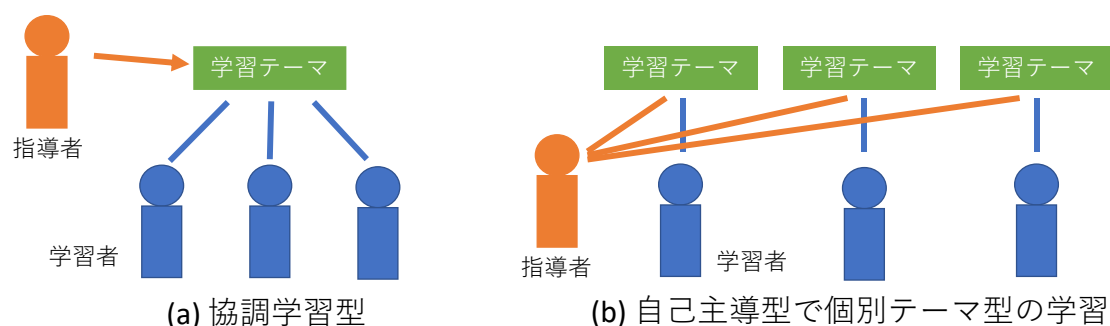 学習テーマ
指導者
学習者
(a) 協調学習型
学習テーマ
学習テーマ
学習テーマ
指導者
学習者
(b) 自己主導型で個別テーマ型の学習